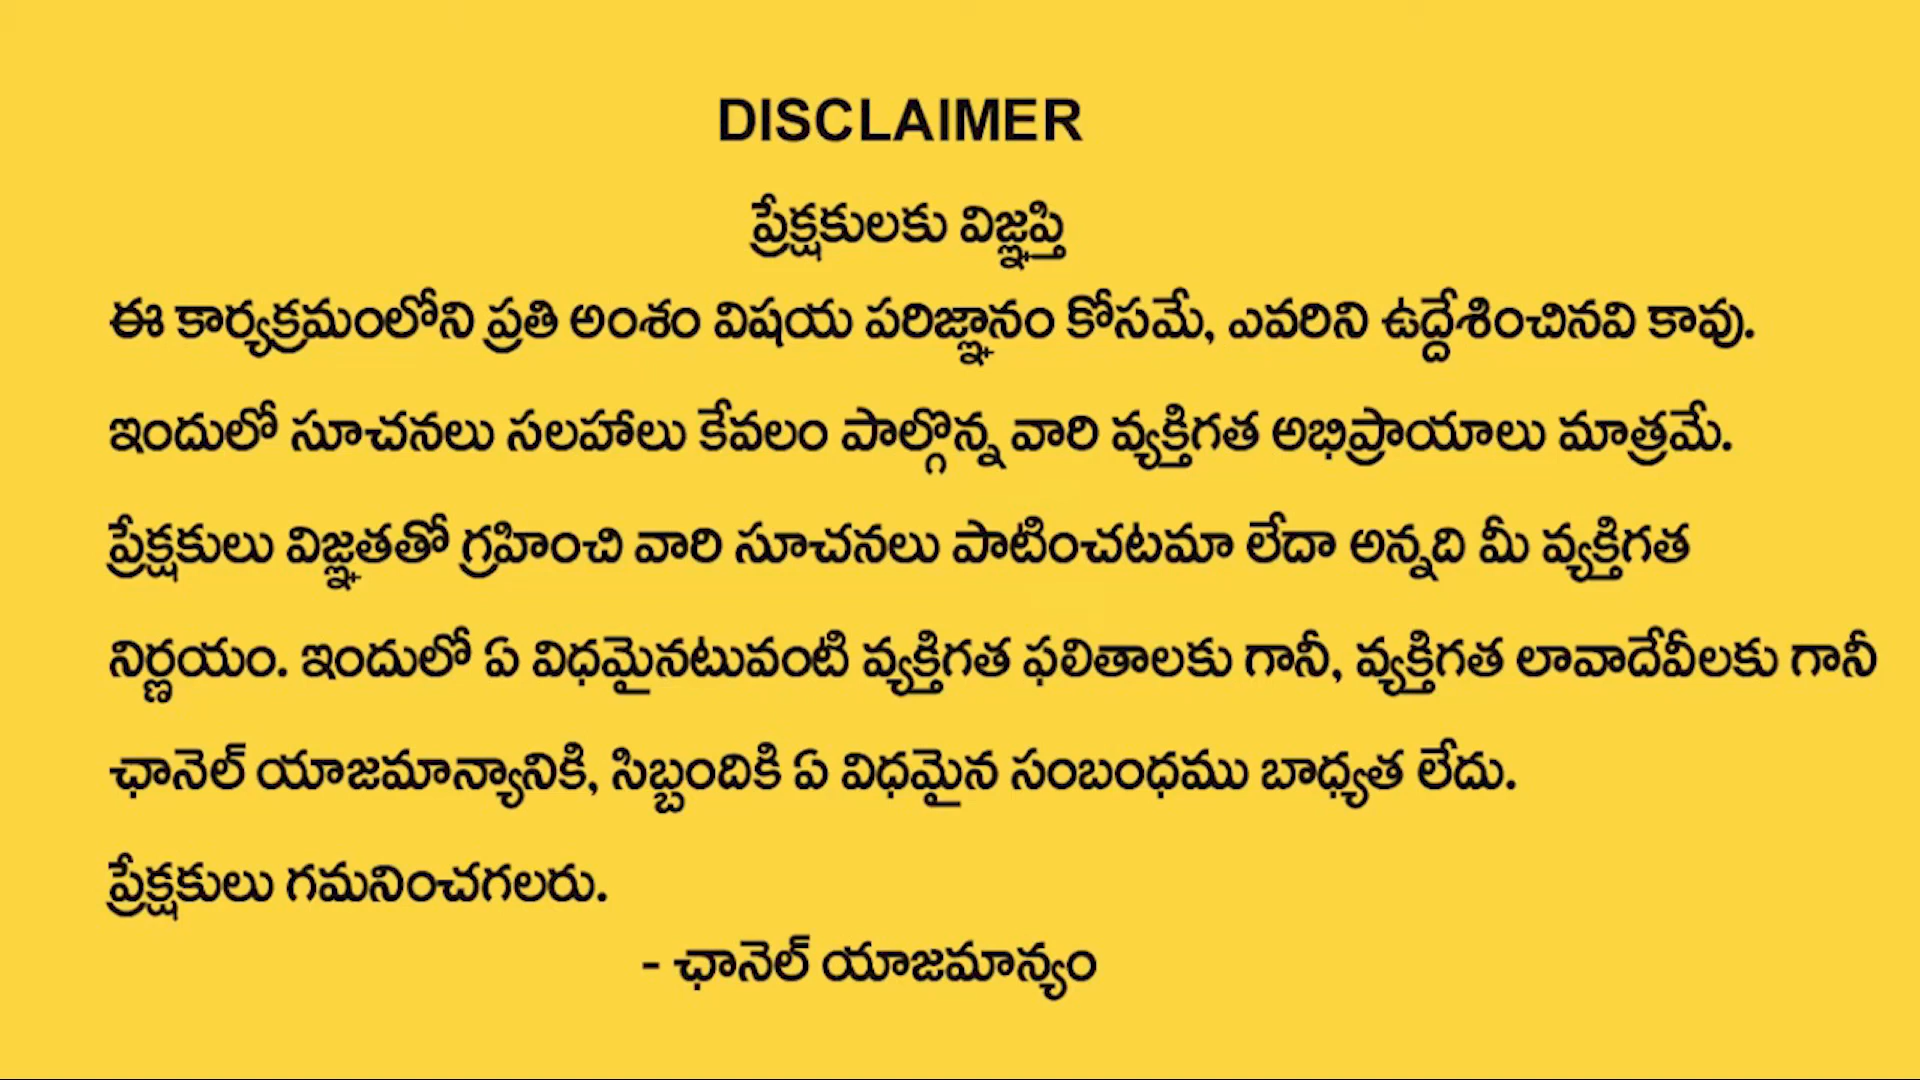 DISCLAIMER
ప్రేక్షకులకు విజ్ఞప్తి
ఈ కార్యక్రమంలోని ప్రతి అంశం విషయ పరిజ్ఞానం కోసమే, ఎవరిని ఉద్దేశించినవి కావు.
ఇందులో సూచనలు సలహాలు కేవలం పాల్గొన్న వారి వ్యక్తిగత అభిప్రాయాలు మాత్రమే.
ప్రేక్షకులు విజ్ఞతతో గ్రహించి వారి సూచనలు పాటించటమా లేదా అన్నది మీ వ్యక్తిగత
నిర్ణయం. ఇందులో ఏ విధమైనటువంటి వ్యక్తిగత ఫలితాలకు గానీ, వ్యక్తిగత లావాదేవీలకు గానీ
ఛానెల్ యాజమాన్యానికి, సిబ్బందికి ఏ విధమైన సంబంధము బాధ్యత లేదు.
ప్రేక్షకులు గమనించగలరు.
- ఛానెల్ యాజమాన్యం